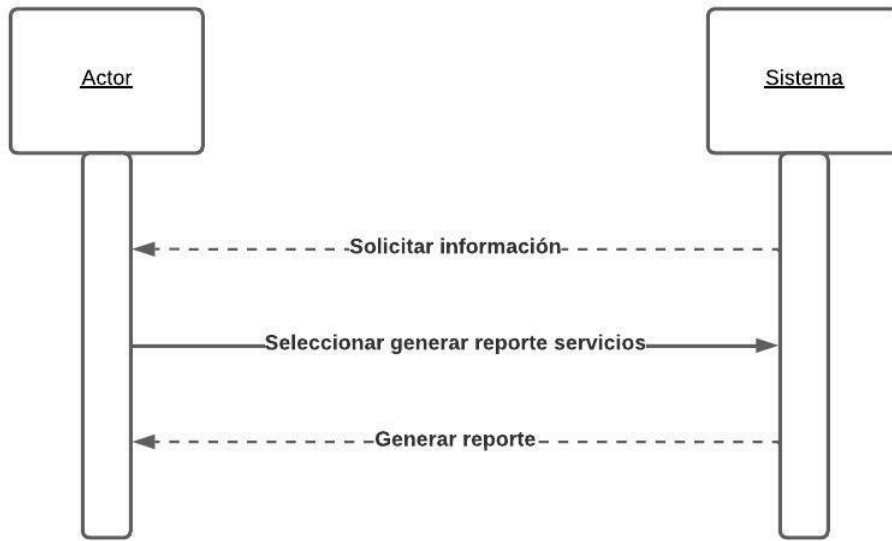 Actor
Sistema
Solicitar información
Seleccionar generar reporte servicios
Generar reporte